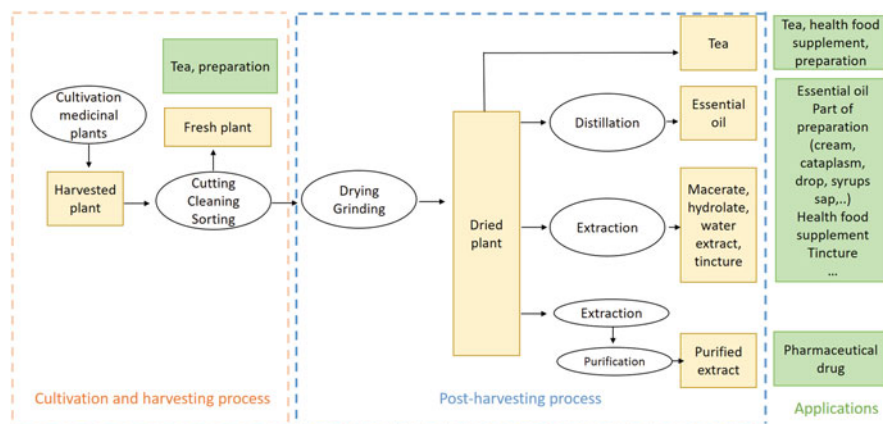 Tea, preparation
Cultivation
medicinal
plants
Fresh plant
Harvested
plant
Cutting
Cleaning
Sorting
Cultivation and harvesting process
Drying
Grinding
Dried
plant
Tea
Distillation
Essential
oil
Extraction
Macerate,
hydrolate,
water
extract,
tincture
Extraction
Purification
Purified
extract
Post-harvesting process
Tea, health food
supplement,
preparation
Essential oil
Part of
preparation
(cream,
cataplasm,
drop, syrups
sap,..)
Health food
supplement
Tincture
...
Pharmaceutical
drug
Applications